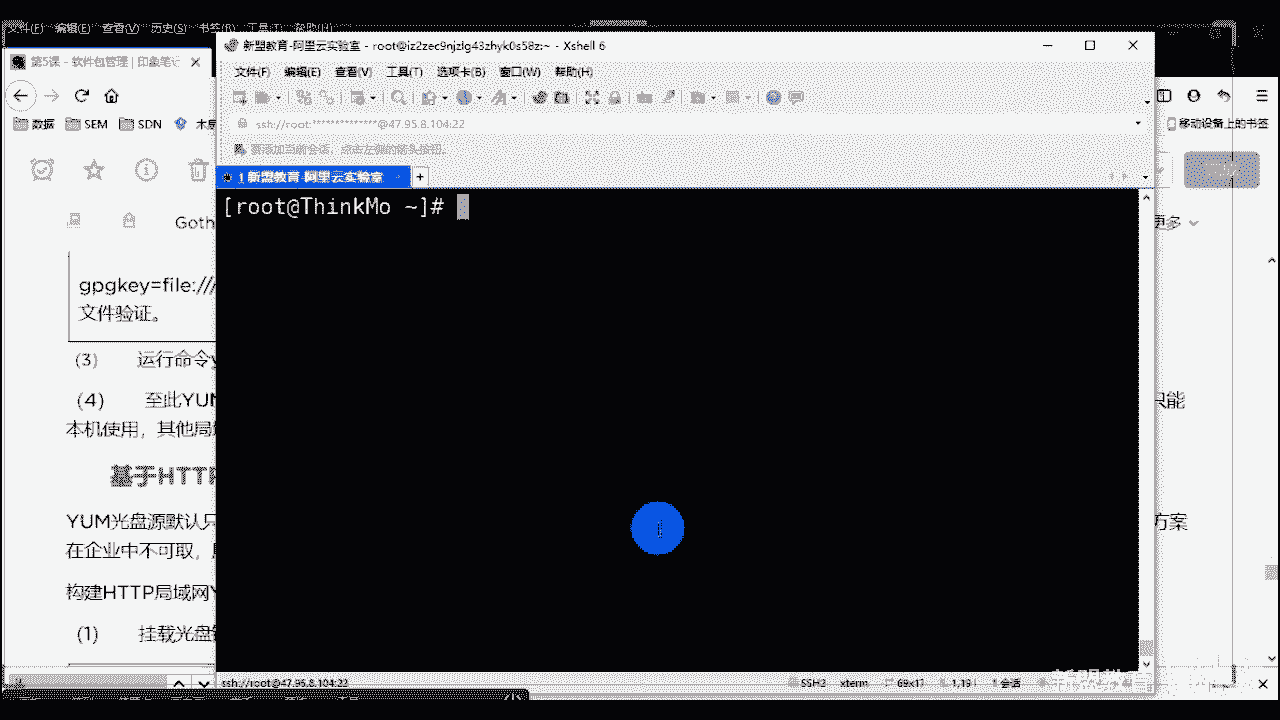 文件(F) 编辑(E) 查看(V) 历史(S) 书签(B) 工具(T) 帮助(H)
第5课 - 软件包管理 | 印象笔记
数据 SEM SDN 木易
移动设备上的书签
Goth
更多
gpgkey=file:///
文件验证。
(3) 运行命令y
(4) 至此YUM
只能
本机使用，其他局
基于HTTP
YUM光盘源默认只
方案
在企业中不可取，
构建HTTP局域网Y
(1) 挂载光盘
新盟教育-阿里云实验室 - root@iz2zec9njzig43zhyk0s58z:~ - Xshell 6
文件(F) 编辑(E) 查看(V) 工具(T) 选项卡(B) 窗口(W) 帮助(H)
ssh://root:**************@47.95.8.104:22
要添加当前会话，点击左侧的箭头按钮。
1 新盟教育-阿里云实验室
[root@ThinkMo ~]#
ssh://root@47.95.8.104:22
SSH2 xterm 69x17 1,19 1 会话
新盟教育